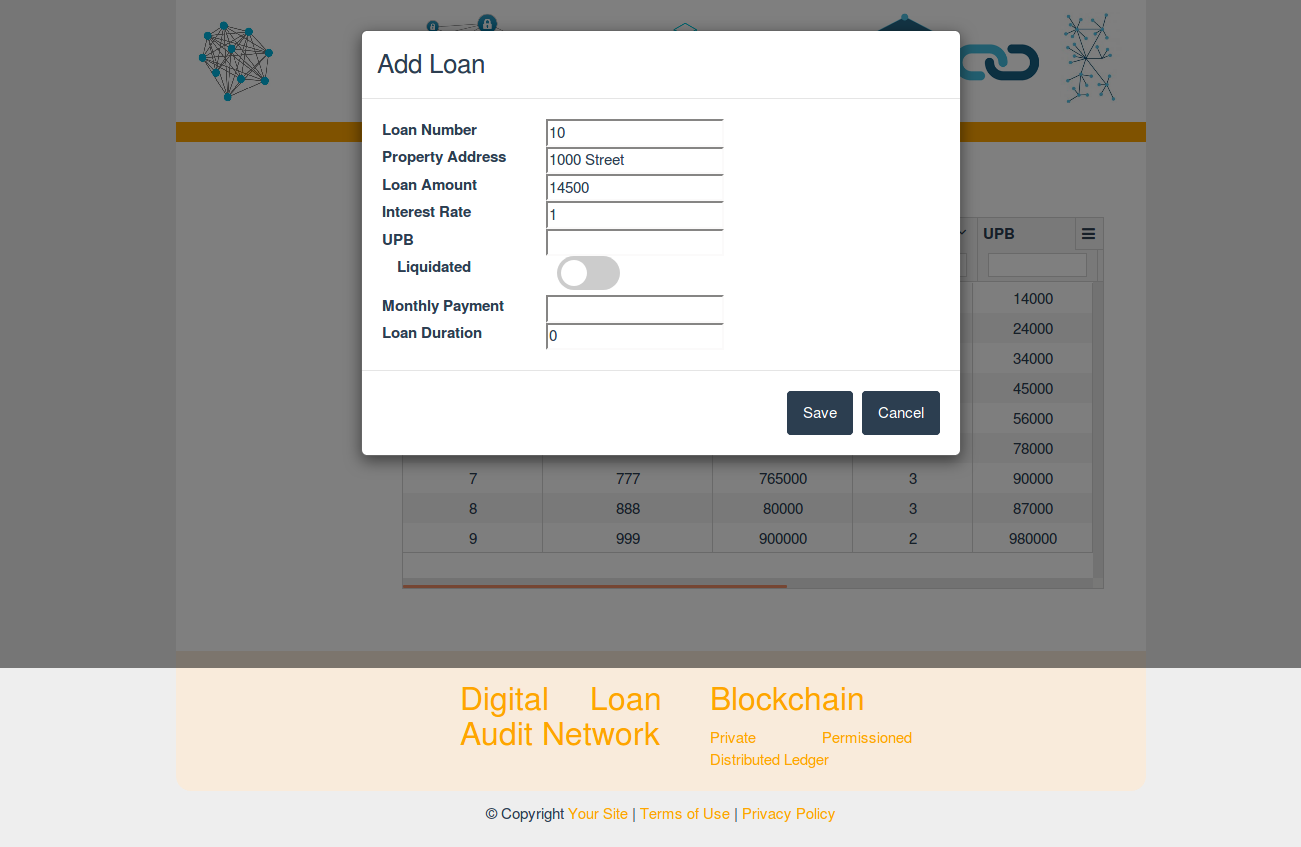 Add Loan
Loan Number 10
Property Address 1000 Street
Loan Amount 14500
Interest Rate 1
UPB
Liquidated
Monthly Payment
Loan Duration 0
Save Cancel
UPB
14000
24000
34000
45000
56000
78000
7 777 765000 3 90000
8 888 80000 3 87000
9 999 900000 2 980000
Digital Loan
Audit Network
Blockchain
Private Permissioned
Distributed Ledger
© Copyright Your Site | Terms of Use | Privacy Policy